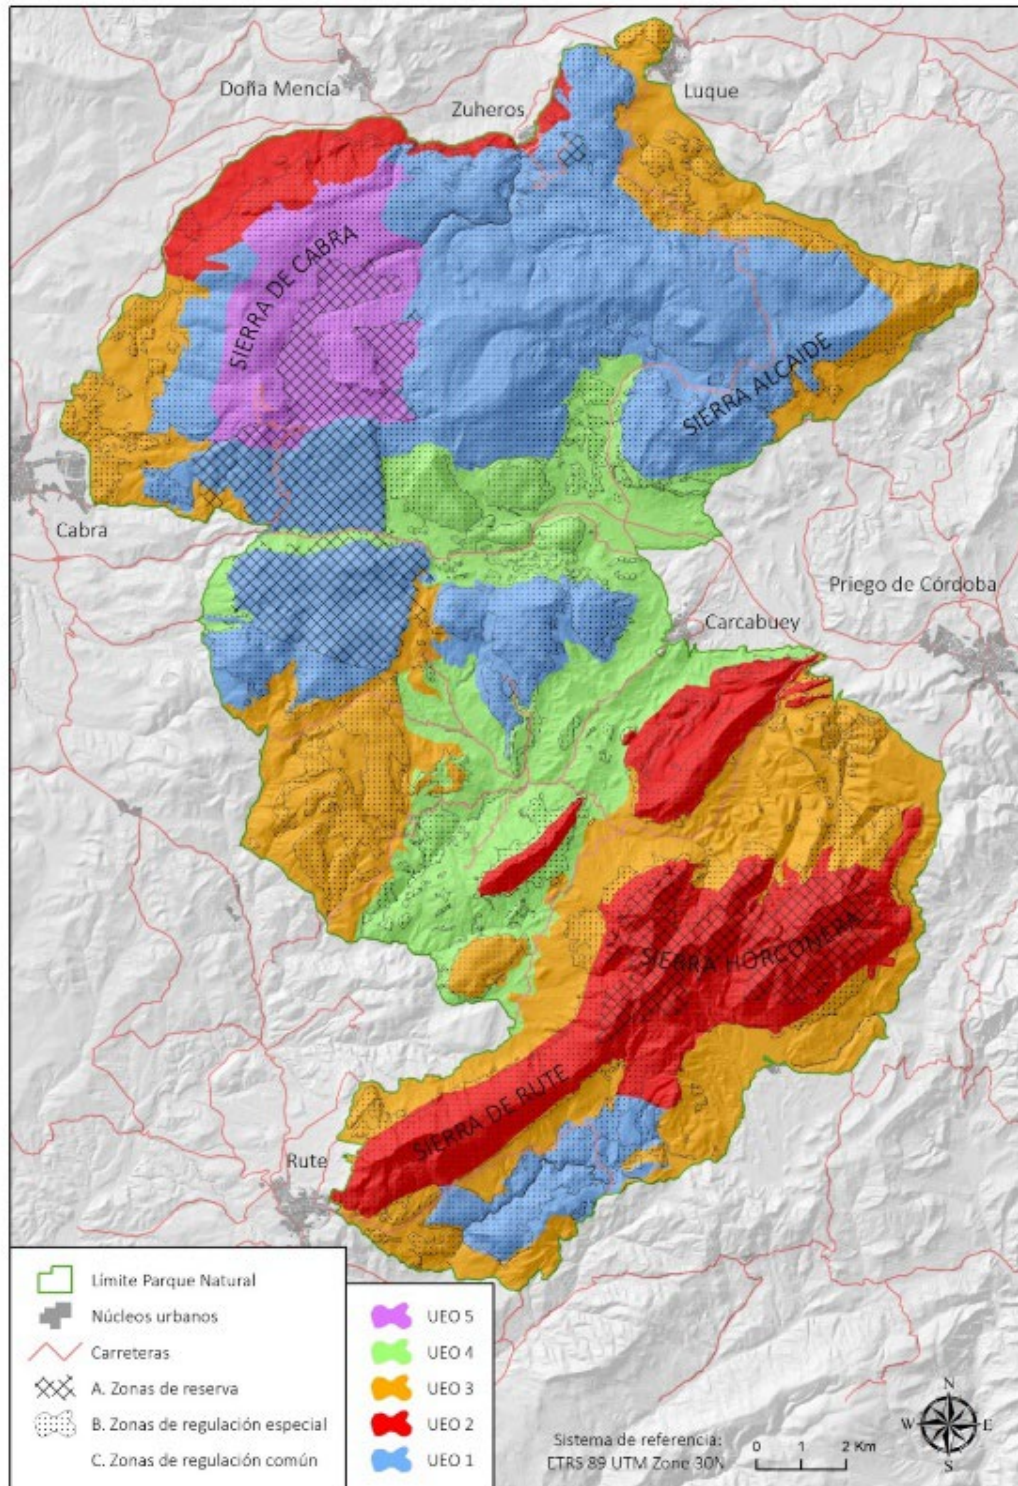 Doña Mencía
Luque
Zuheros
SIERRA DE CABRA
SIERRA ALCAIDE
Cabra
Priego de Córdoba
Carcabuey
SIERRA HORCONERA
SIERRA DE RUTE
Rute
Límite Parque Natural
Núcleos urbanos
Carreteras
A. Zonas de reserva
B. Zonas de regulación especial
C. Zonas de regulación común
UEO 5
UEO 4
UEO 3
UEO 2
UEO 1
Sistema de referencia:
ETRS 89 UTM Zone 30N
0 1 2 Km
N
W E
S